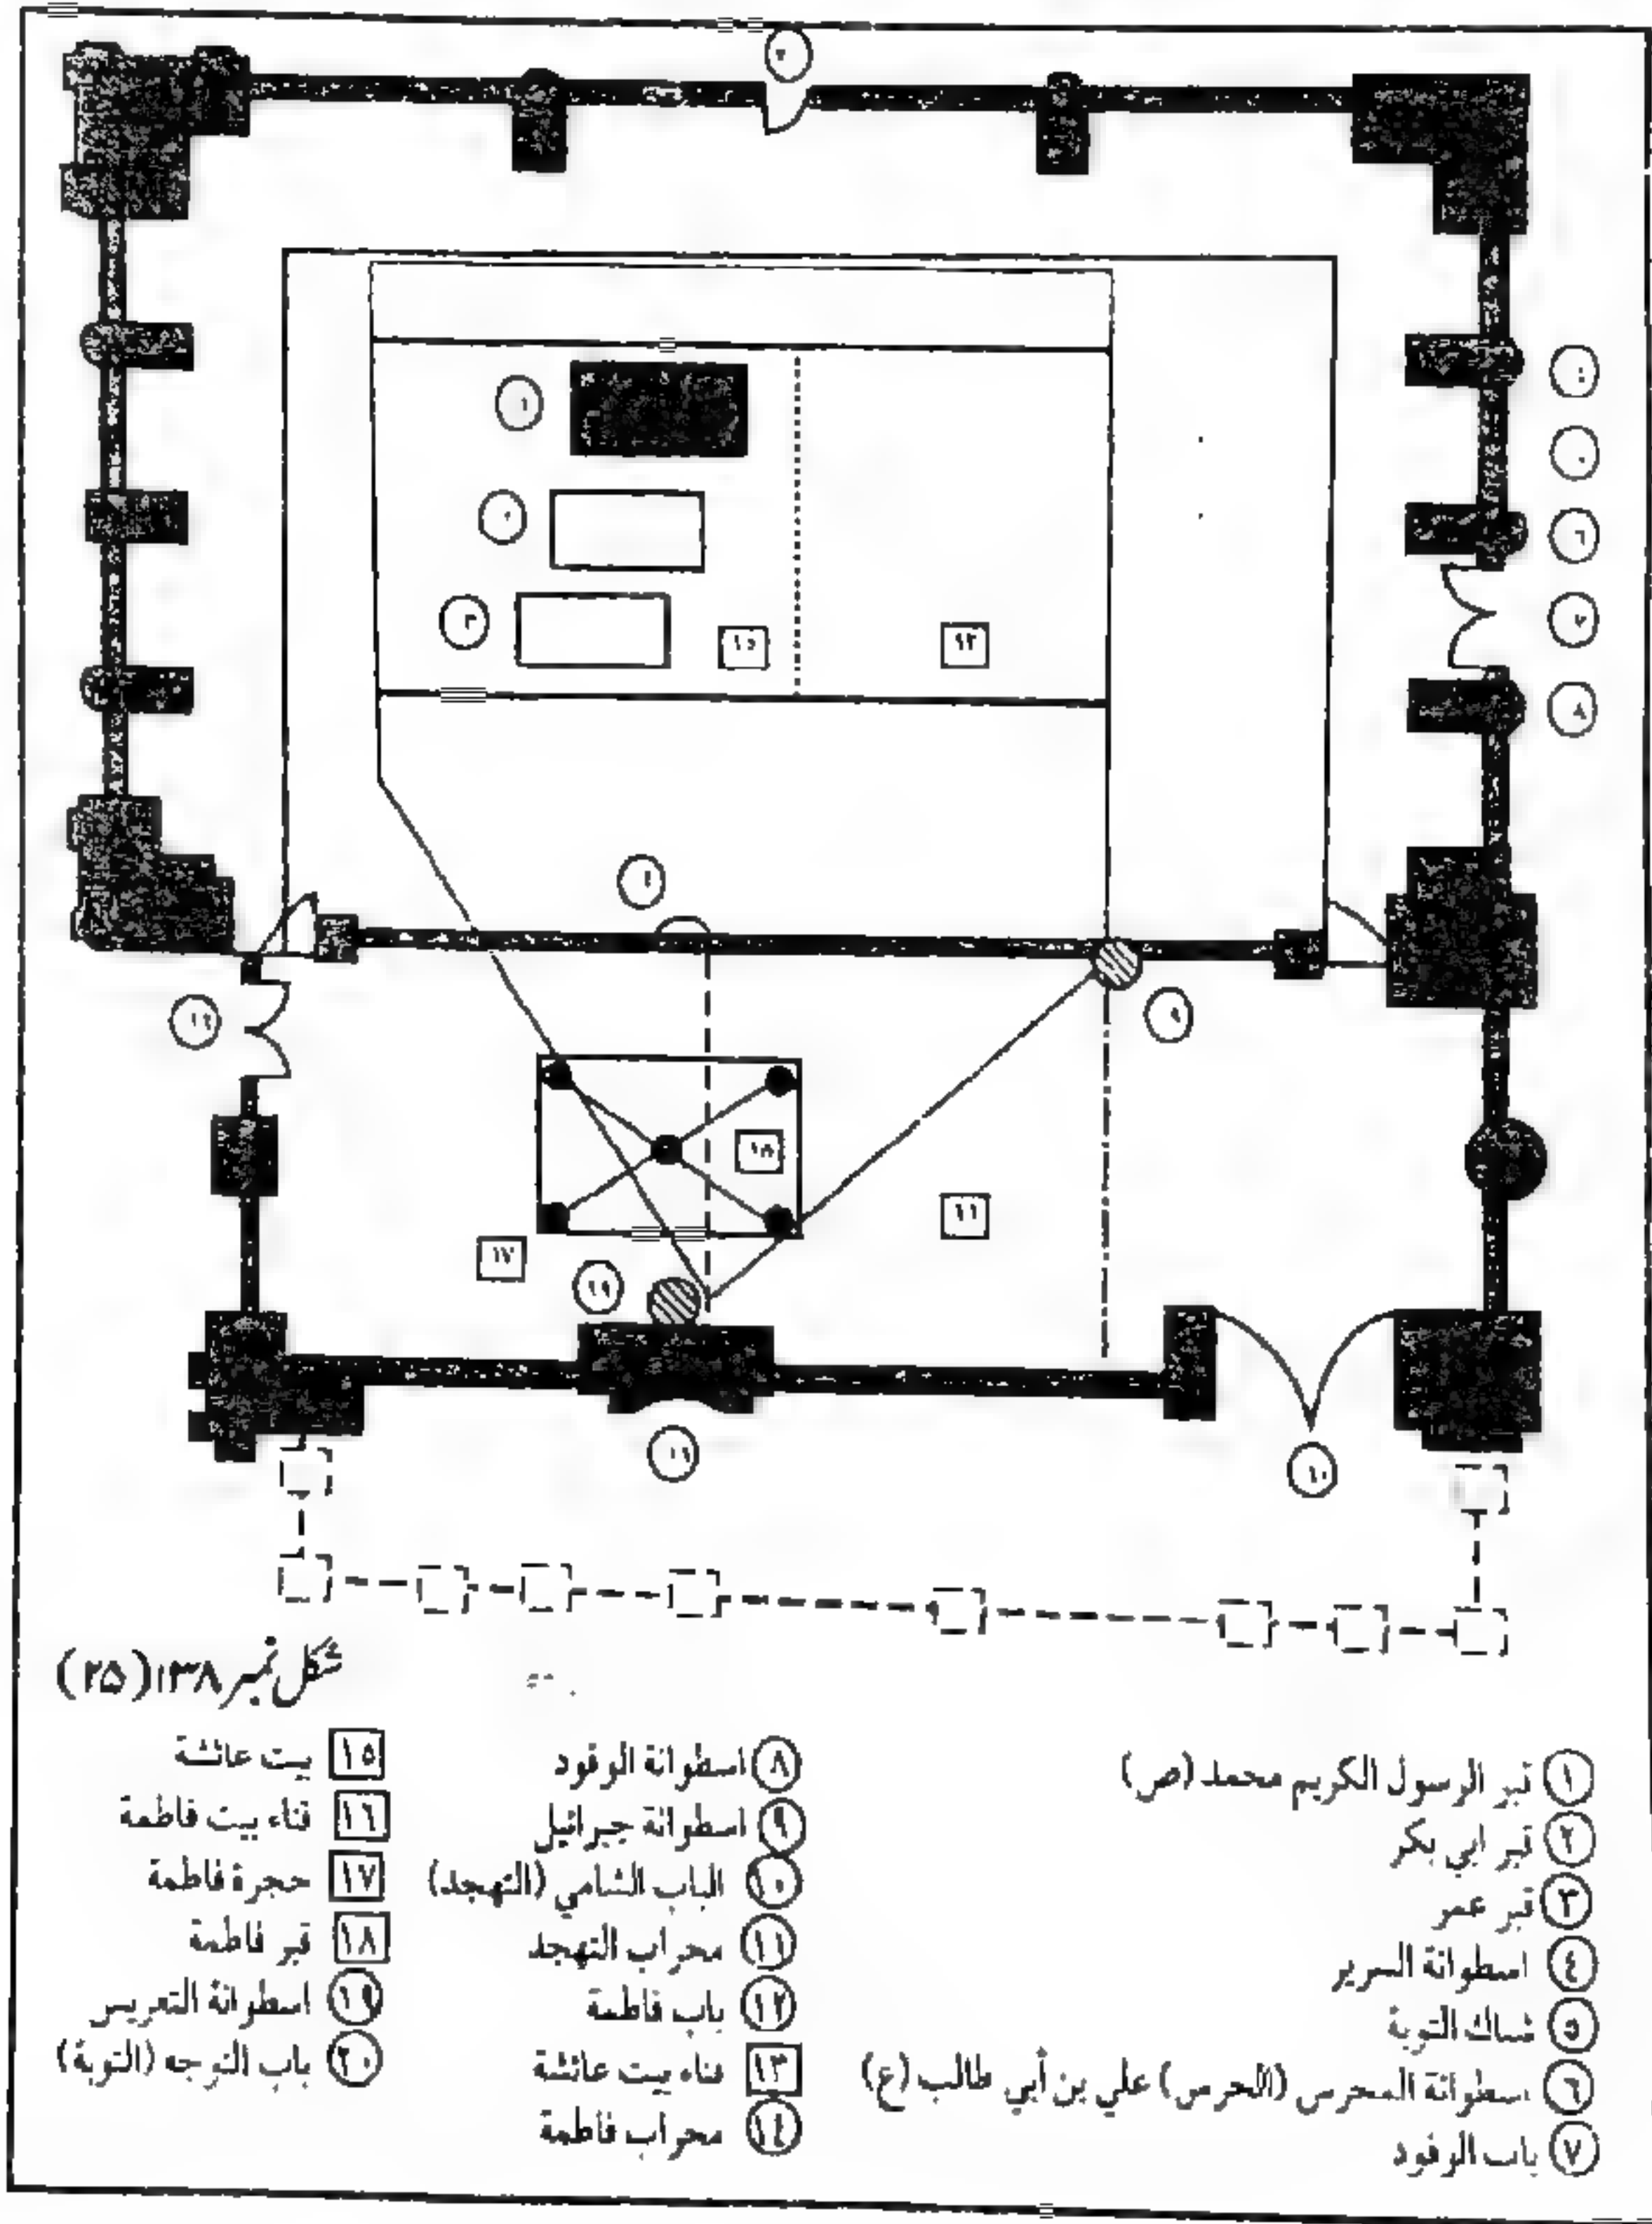 شکل نمبر ۱۳۸ (۲۵)
١ قبر الرسول الكريم محمد (ص)
٢ قبر ابي بكر
٣ قبر عمر
٤ اسطوانة السرير
٥ شباك التوبة
٦ اسطوانة المحرس (الحرس) علي بن أبي طالب (ع)
٧ باب الوفود
٨ اسطوانة الوفود
٩ اسطوانة جبرائيل
١٠ الباب الشامي (التهجد)
١١ محراب التهجد
١٢ باب فاطمة
١٣ فناء بيت عائشة
١٤ محراب فاطمة
١٥ بيت عائشة
١٦ فناء بيت فاطمة
١٧ حجرة فاطمة
١٨ قبر فاطمة
١٩ اسطوانة التعريس
٢٠ باب التوجه (التوبة)